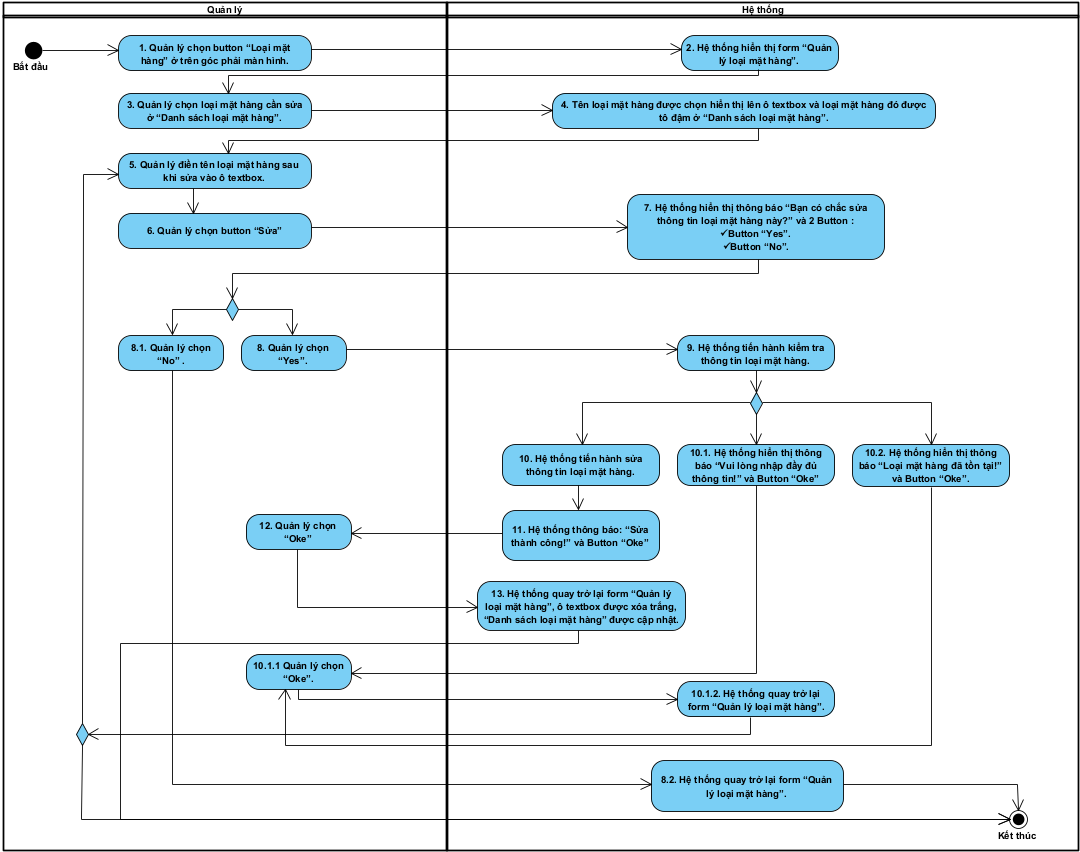 Quản lý
Hệ thống
Bắt đầu
1. Quản lý chọn button “Loại mặt
hàng” ở trên góc phải màn hình.
2. Hệ thống hiển thị form “Quản
lý loại mặt hàng”.
3. Quản lý chọn loại mặt hàng cần sửa
ở “Danh sách loại mặt hàng”.
4. Tên loại mặt hàng được chọn hiển thị lên ô textbox và loại mặt hàng đó được
tô đậm ở “Danh sách loại mặt hàng”.
5. Quản lý điền tên loại mặt hàng sau
khi sửa vào ô textbox.
6. Quản lý chọn button “Sửa”
7. Hệ thống hiển thị thông báo “Bạn có chắc sửa
thông tin loại mặt hàng này?” và 2 Button :
✓Button “Yes”.
✓Button “No”.
8.1. Quản lý chọn
“No” .
8. Quản lý chọn
“Yes”.
9. Hệ thống tiến hành kiểm tra
thông tin loại mặt hàng.
10. Hệ thống tiến hành sửa
thông tin loại mặt hàng.
10.1. Hệ thống hiển thị thông
báo “Vui lòng nhập đầy đủ
thông tin!” và Button “Oke”
10.2. Hệ thống hiển thị thông
báo “Loại mặt hàng đã tồn tại!”
và Button “Oke”.
12. Quản lý chọn
“Oke”
11. Hệ thống thông báo: “Sửa
thành công!” và Button “Oke”
13. Hệ thống quay trở lại form “Quản lý
loại mặt hàng”, ô textbox được xóa trắng,
“Danh sách loại mặt hàng” được cập nhật.
10.1.1 Quản lý chọn
“Oke”.
10.1.2. Hệ thống quay trở lại
form “Quản lý loại mặt hàng”.
8.2. Hệ thống quay trở lại form “Quản
lý loại mặt hàng”.
Kết thúc